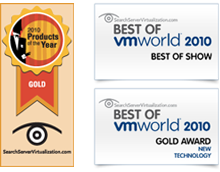 2010
Products
of the
Year
GOLD
SearchServerVirtualization.com
SearchServerVirtualization.com
BEST OF
vmworld 2010
BEST OF SHOW
SearchServerVirtualization.com
BEST OF
vmworld 2010
GOLD AWARD
NEW
TECHNOLOGY